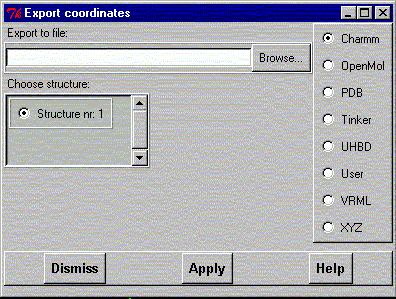 Export coordinates
Export to file:
Browse...
Choose structure:
Structure nr: 1
Charmm
OpenMol
PDB
Tinker
UHBD
User
VRML
XYZ
Dismiss
Apply
Help